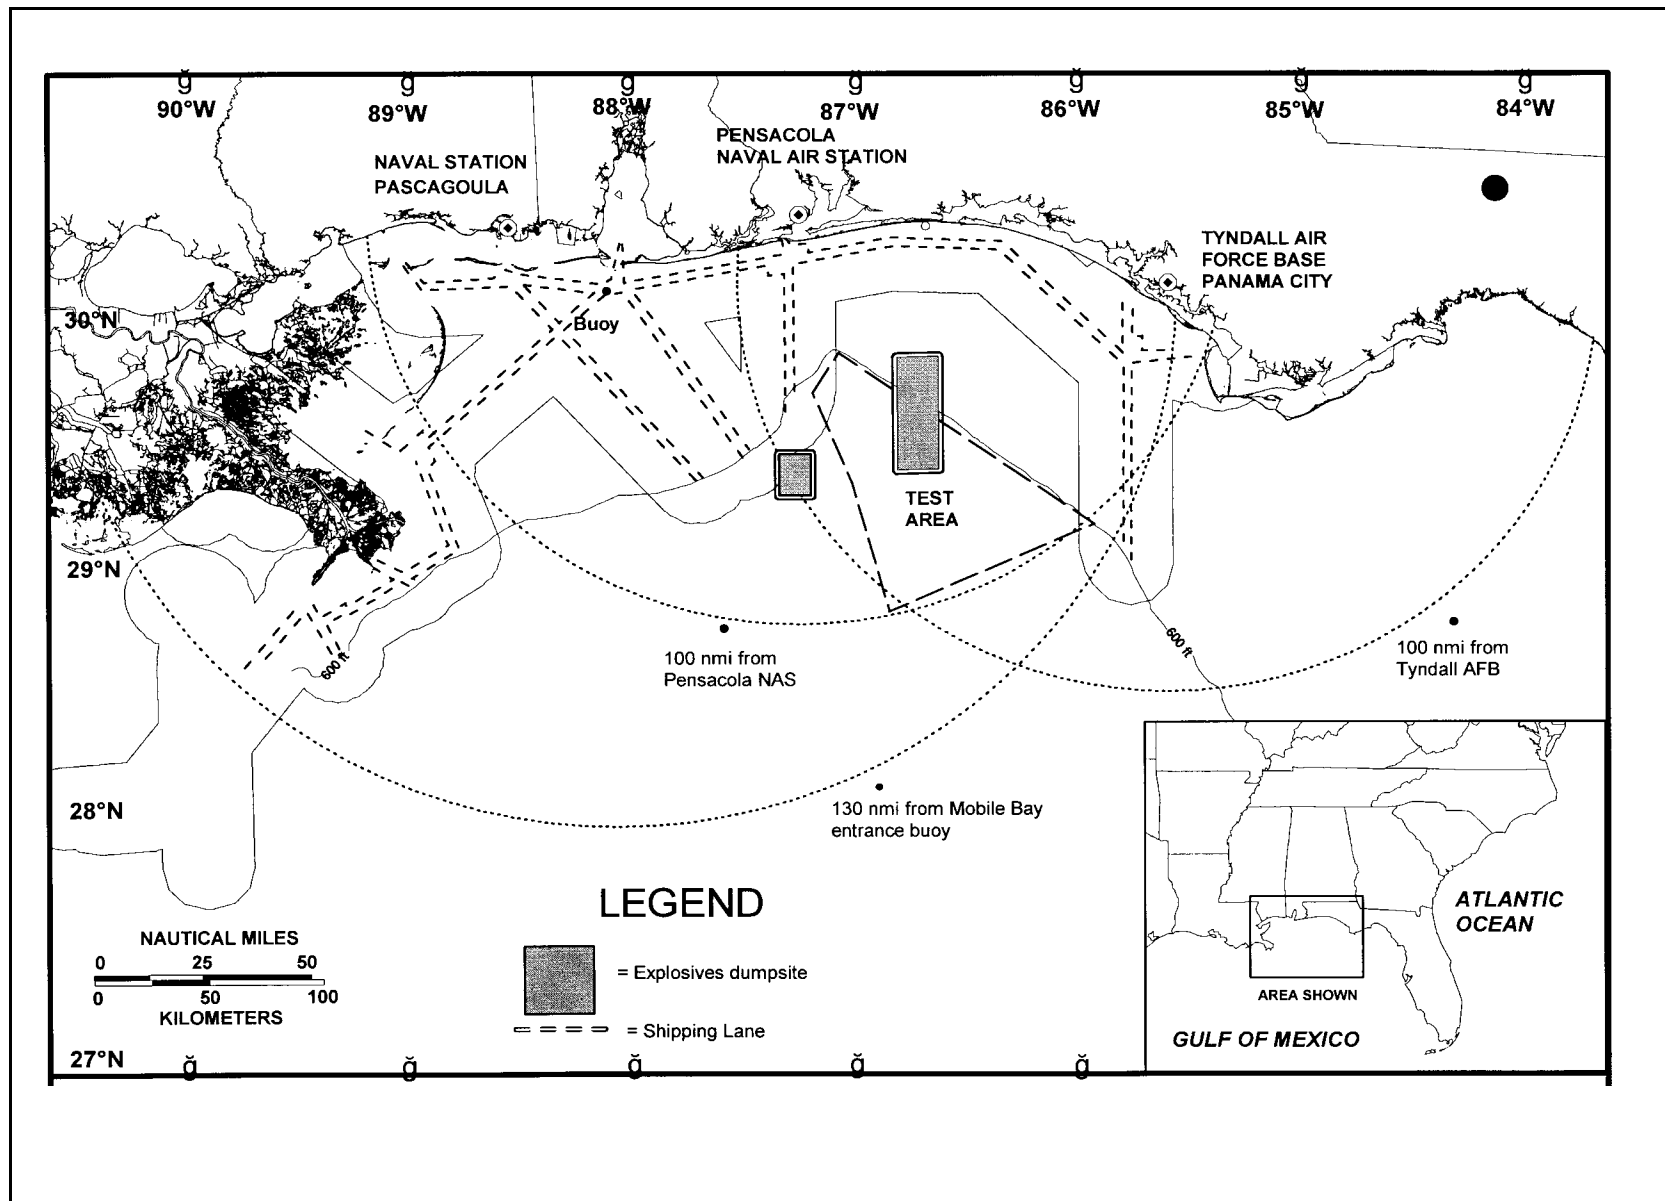 90°W
89°W
88°W
87°W
86°W
85°W
84°W
NAVAL STATION
PASCAGOULA
PENSACOLA
NAVAL AIR STATION
TYNDALL AIR
FORCE BASE
PANAMA CITY
30°N
Buoy
TEST
AREA
29°N
600 ft
600 ft
100 nmi from
Pensacola NAS
100 nmi from
Tyndall AFB
28°N
130 nmi from Mobile Bay
entrance buoy
LEGEND
= Explosives dumpsite
= Shipping Lane
NAUTICAL MILES
0 25 50
0 50 100
KILOMETERS
27°N
ATLANTIC
OCEAN
AREA SHOWN
GULF OF MEXICO
ğ ğ ğ ğ ğ ğ ğ
ğ ğ ğ ğ ğ